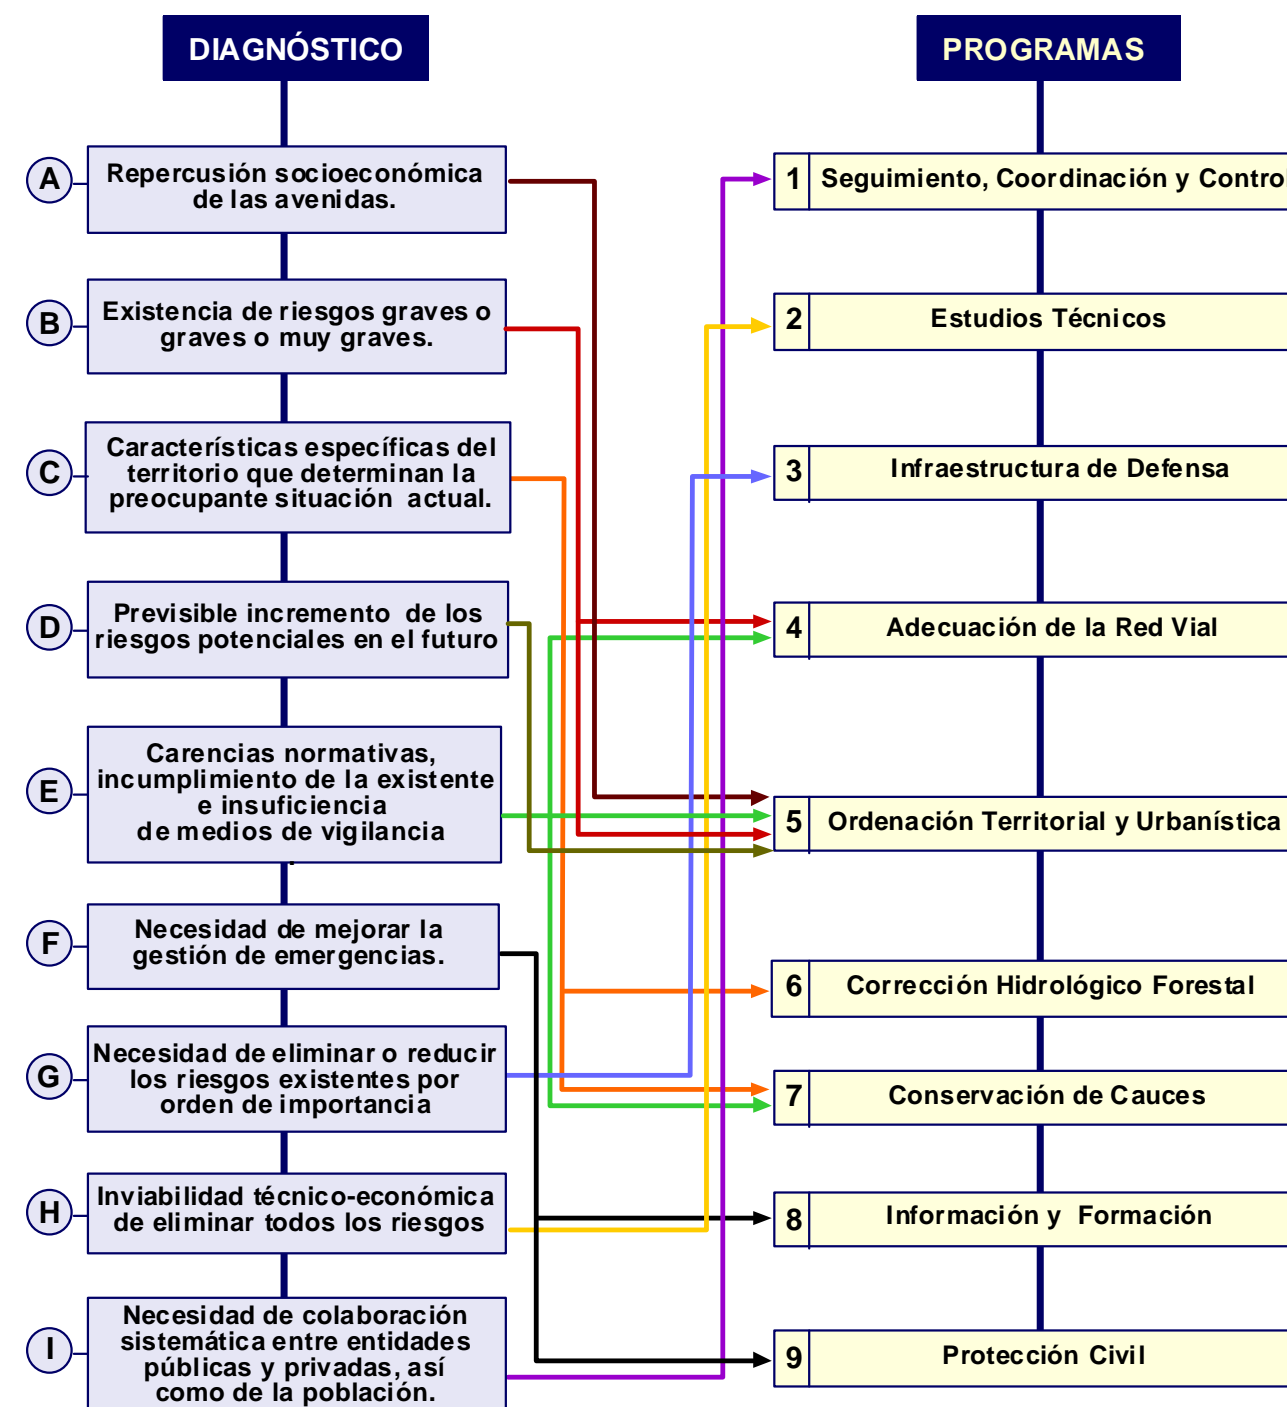 DIAGNÓSTICO
A
Repercusión socioeconómica
de las avenidas.
B
Existencia de riesgos graves o
graves o muy graves.
C
Características específicas del
territorio que determinan la
preocupante situación actual.
D
Previsible incremento de los
riesgos potenciales en el futuro
E
Carencias normativas,
incumplimiento de la existente
e insuficiencia
de medios de vigilancia
.
F
Necesidad de mejorar la
gestión de emergencias.
G
Necesidad de eliminar o reducir
los riesgos existentes por
orden de importancia
H
Inviabilidad técnico-económica
de eliminar todos los riesgos
I
Necesidad de colaboración
sistemática entre entidades
públicas y privadas, así
como de la población.
PROGRAMAS
1 Seguimiento, Coordinación y Control
2 Estudios Técnicos
3 Infraestructura de Defensa
4 Adecuación de la Red Vial
5 Ordenación Territorial y Urbanística
6 Corrección Hidrológico Forestal
7 Conservación de Cauces
8 Información y Formación
9 Protección Civil